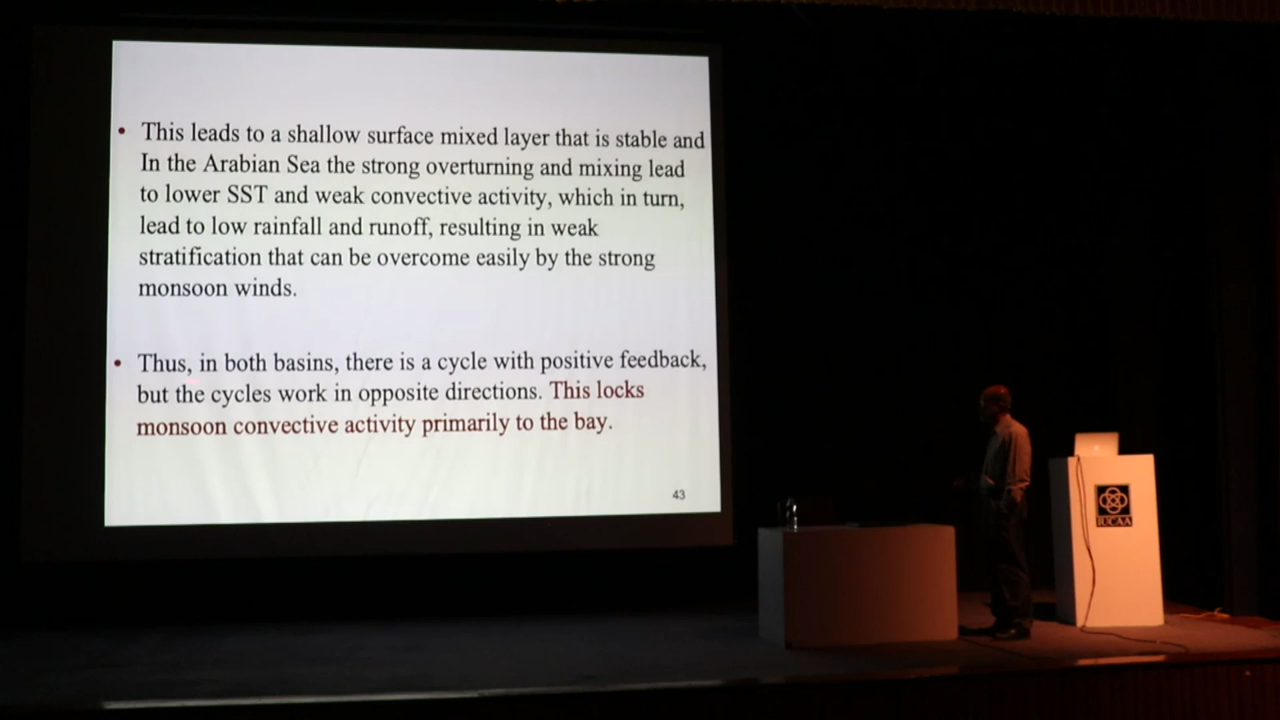 • This leads to a shallow surface mixed layer that is stable and
In the Arabian Sea the strong overturning and mixing lead
to lower SST and weak convective activity, which in turn,
lead to low rainfall and runoff, resulting in weak
stratification that can be overcome easily by the strong
monsoon winds.
• Thus, in both basins, there is a cycle with positive feedback,
but the cycles work in opposite directions. This locks
monsoon convective activity primarily to the bay.
43
IUCAA